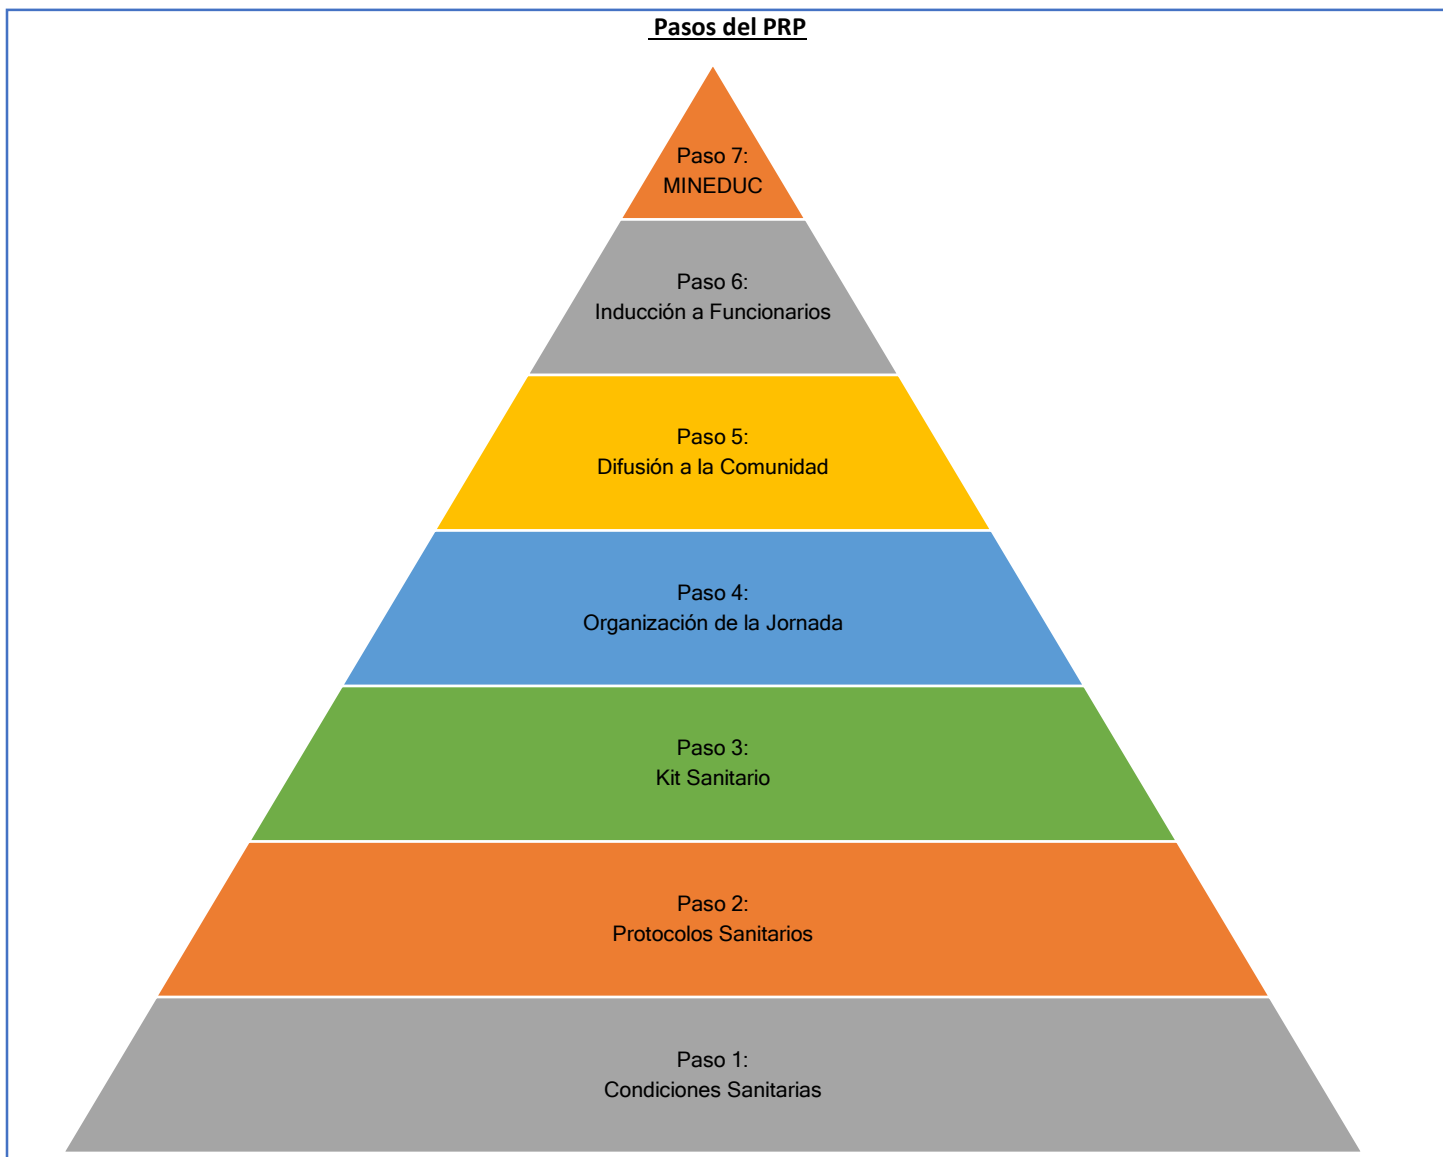 Pasos del PRP
Paso 7:
MINEDUC
Paso 6:
Inducción a Funcionarios
Paso 5:
Difusión a la Comunidad
Paso 4:
Organización de la Jornada
Paso 3:
Kit Sanitario
Paso 2:
Protocolos Sanitarios
Paso 1:
Condiciones Sanitarias